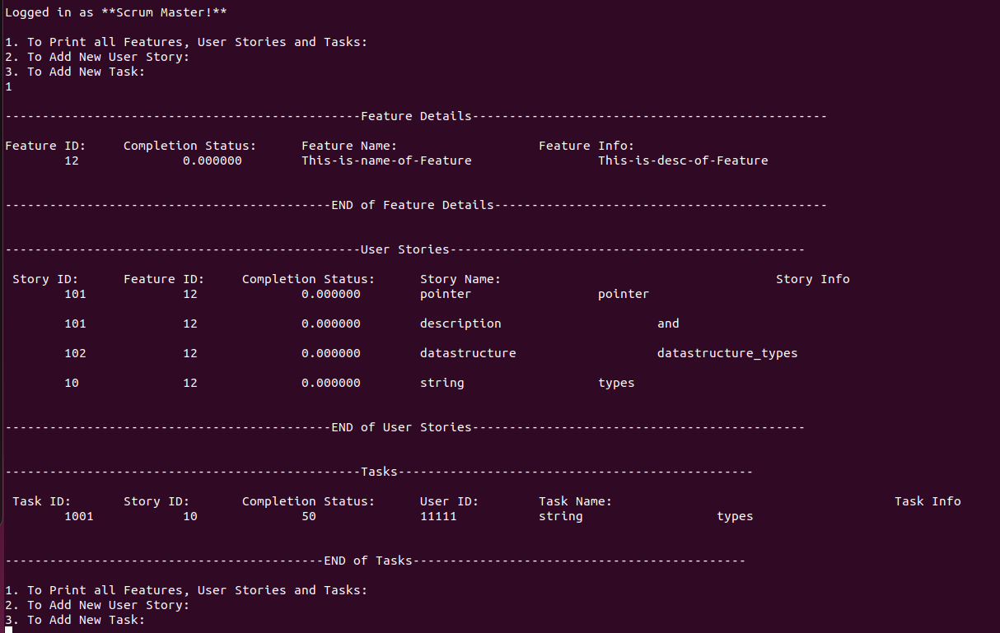 Logged in as **Scrum Master!**
1. To Print all Features, User Stories and Tasks:
2. To Add New User Story:
3. To Add New Task:
1
------------------------------------------------Feature Details------------------------------------------------
Feature ID: Completion Status: Feature Name: Feature Info:
12 0.000000 This-is-name-of-Feature This-is-desc-of-Feature
--------------------------------------------END of Feature Details---------------------------------------------
------------------------------------------------User Stories------------------------------------------------
Story ID: Feature ID: Completion Status: Story Name: Story Info
101 12 0.000000 pointer pointer
101 12 0.000000 description and
102 12 0.000000 datastructure datastructure_types
10 12 0.000000 string types
--------------------------------------------END of User Stories---------------------------------------------
------------------------------------------------Tasks------------------------------------------------
Task ID: Story ID: Completion Status: User ID: Task Name: Task Info
1001 10 50 11111 string types
-------------------------------------------END of Tasks---------------------------------------------
1. To Print all Features, User Stories and Tasks:
2. To Add New User Story:
3. To Add New Task: